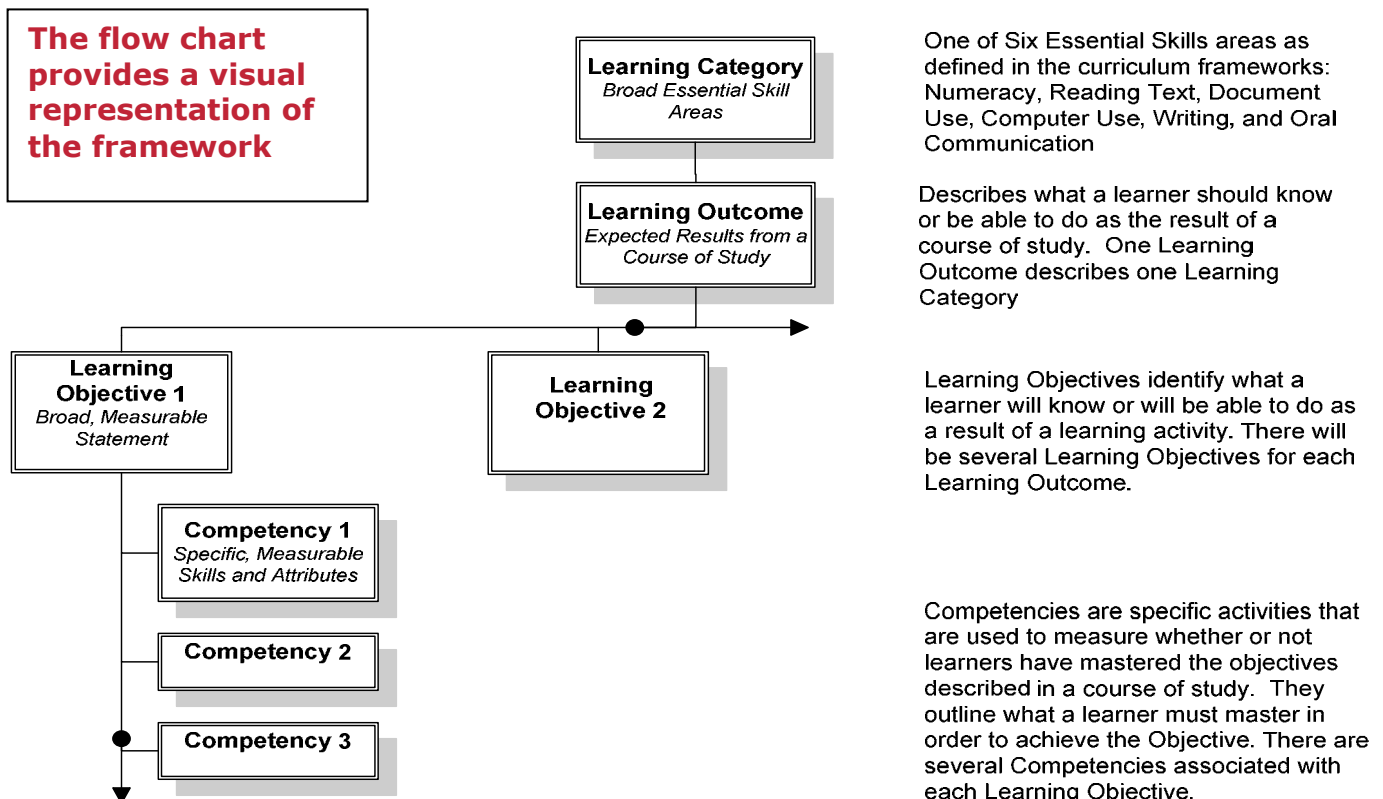 The flow chart
provides a visual
representation of
the framework
Learning Category
Broad Essential Skill
Areas
One of Six Essential Skills areas as
defined in the curriculum frameworks:
Numeracy, Reading Text, Document
Use, Computer Use, Writing, and Oral
Communication
Learning Outcome
Expected Results from a
Course of Study
Describes what a learner should know
or be able to do as the result of a
course of study. One Learning
Outcome describes one Learning
Category
Learning
Objective 1
Broad, Measurable
Statement
Learning
Objective 2
Learning Objectives identify what a
learner will know or will be able to do as
a result of a learning activity. There will
be several Learning Objectives for each
Learning Outcome.
Competency 1
Specific, Measurable
Skills and Attributes
Competency 2
Competency 3
Competencies are specific activities that
are used to measure whether or not
learners have mastered the objectives
described in a course of study. They
outline what a learner must master in
order to achieve the Objective. There are
several Competencies associated with
each Learning Objective.